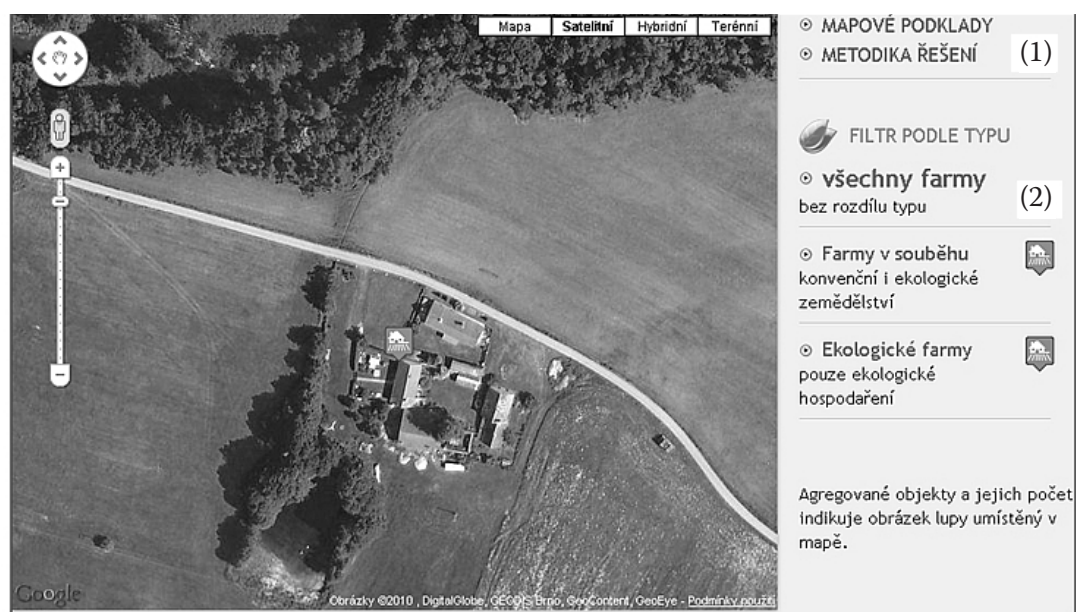 Mapa Satelitní Hybridní Terénní
MAPOVÉ PODKLADY
METODIKA ŘEŠENÍ (1)
FILTR PODLE TYPU
všechny farmy
bez rozdílu typu (2)
Farmy v souběhu
konvenční i ekologické
zemědělství
Ekologické farmy
pouze ekologické
hospodaření
Agregované objekty a jejich počet
indikuje obrázek lupy umístěný v
mapě.
Google
Obrázky ©2010 , DigitalGlobe, GEODIS Brno, GeoContent, GeoEye - Podmínky použití